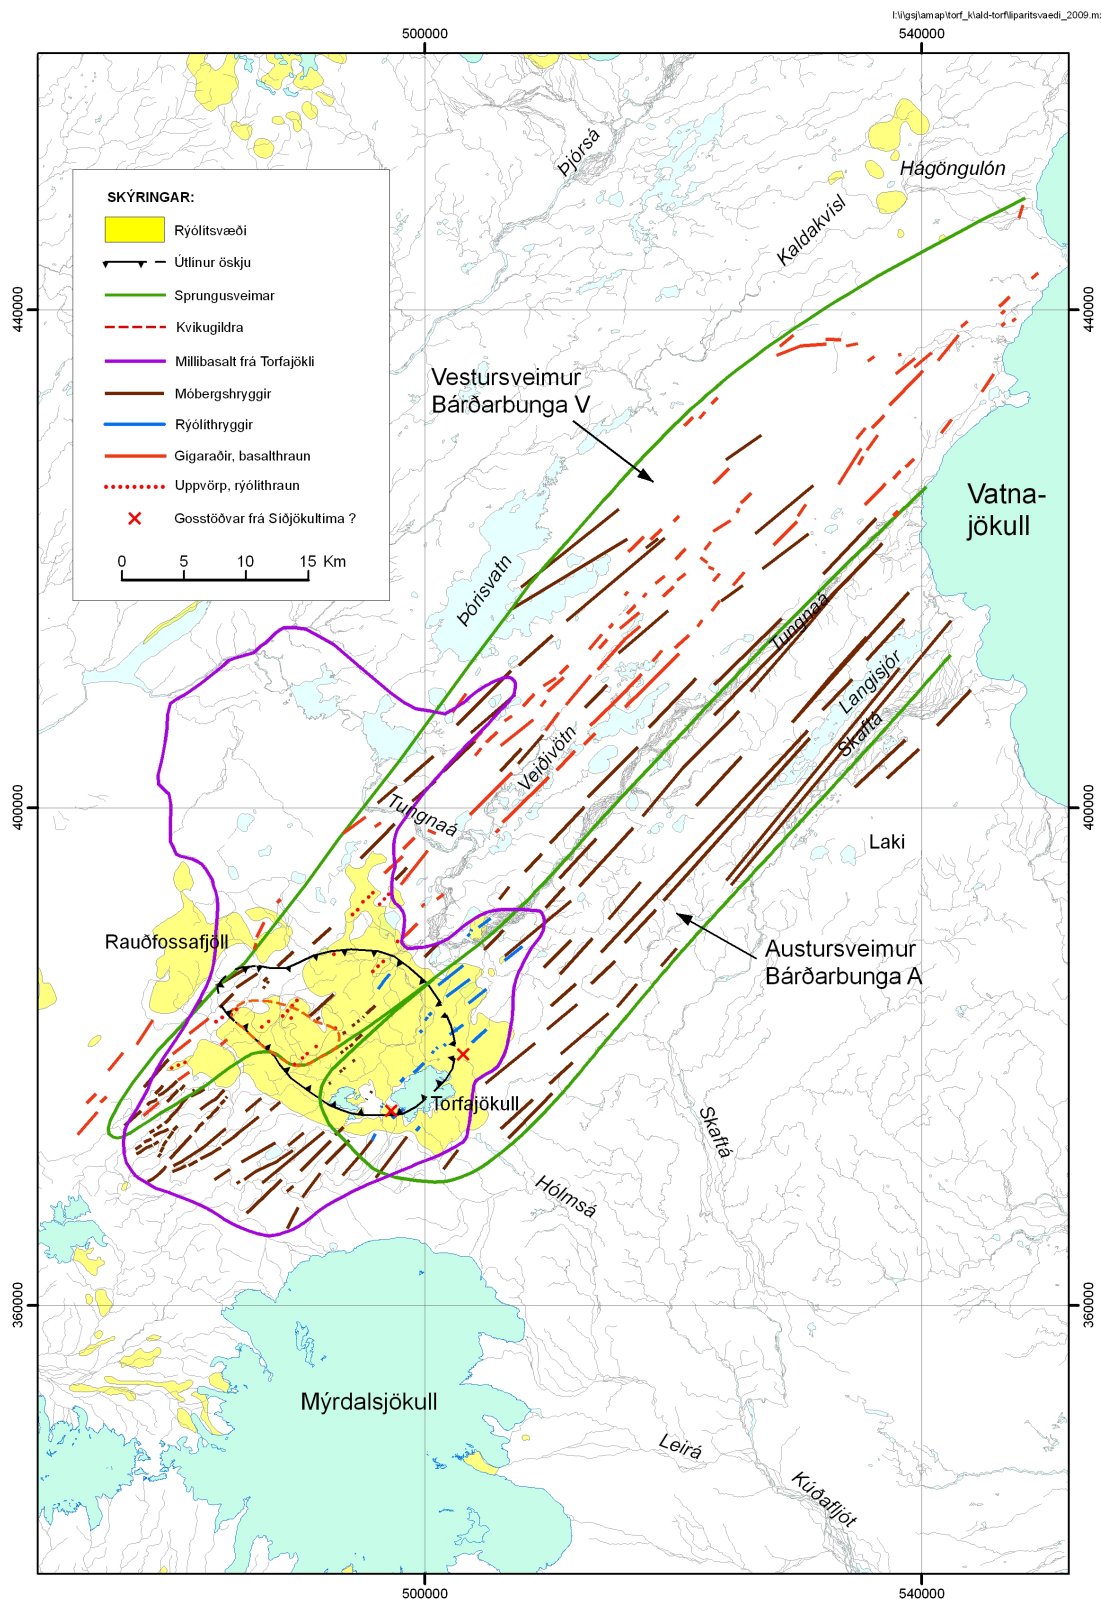 I:\i\gsj\amap\torf_k\ald-torf\liparitsvaedi_2009.m
500000
540000
Þjórsá
Hágöngulón
Kaldakvísl
SKÝRINGAR:
Rýólítsvæði
Útlínur öskju
Sprungusveimar
Kvikugildra
Millibasalt frá Torfajökli
Móbergshryggir
Rýólíthryggir
Gígaraðir, basalthraun
Uppvörp, rýólíthraun
Gosstöðvar frá Síðjökultíma ?
0 5 10 15 Km
440000
440000
Vestursveimur
Bárðarbunga V
Vatna-
jökull
Þórisvatn
Tungnaá
Langisjór
Skaftá
Veiðivötn
Tungnaá
400000
400000
Laki
Rauðfossafjöll
Austursveimur
Bárðarbunga A
Torfajökull
Skaftá
Hólmsá
360000
360000
Mýrdalsjökull
Leirá
Kúðafljót
500000
540000